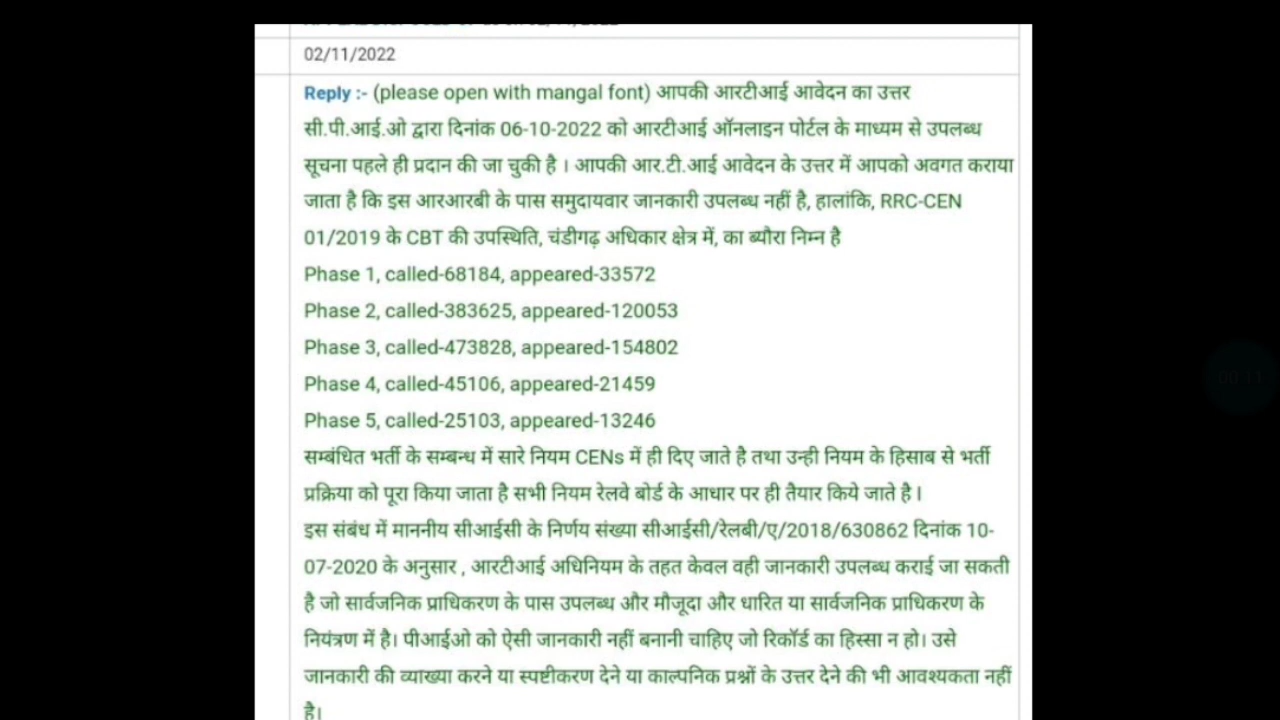 02/11/2022
Reply :- (please open with mangal font) आपकी आरटीआई आवेदन का उत्तर
सी.पी.आई.ओ द्वारा दिनांक 06-10-2022 को आरटीआई ऑनलाइन पोर्टल के माध्यम से उपलब्ध
सूचना पहले ही प्रदान की जा चुकी है । आपकी आर.टी.आई आवेदन के उत्तर में आपको अवगत कराया
जाता है कि इस आरआरबी के पास समुदायवार जानकारी उपलब्ध नहीं है, हालांकि, RRC-CEN
01/2019 के CBT की उपस्थिति, चंडीगढ़ अधिकार क्षेत्र में, का ब्यौरा निम्न है
Phase 1, called-68184, appeared-33572
Phase 2, called-383625, appeared-120053
Phase 3, called-473828, appeared-154802
Phase 4, called-45106, appeared-21459
Phase 5, called-25103, appeared-13246
सम्बंधित भर्ती के सम्बन्ध में सारे नियम CENs में ही दिए जाते है तथा उन्ही नियम के हिसाब से भर्ती
प्रक्रिया को पूरा किया जाता है सभी नियम रेलवे बोर्ड के आधार पर ही तैयार किये जाते है ।
इस संबंध में माननीय सीआईसी के निर्णय संख्या सीआईसी/रेलबी/ए/2018/630862 दिनांक 10-
07-2020 के अनुसार , आरटीआई अधिनियम के तहत केवल वही जानकारी उपलब्ध कराई जा सकती
है जो सार्वजनिक प्राधिकरण के पास उपलब्ध और मौजूदा और धारित या सार्वजनिक प्राधिकरण के
नियंत्रण में है। पीआईओ को ऐसी जानकारी नहीं बनानी चाहिए जो रिकॉर्ड का हिस्सा न हो। उसे
जानकारी की व्याख्या करने या स्पष्टीकरण देने या काल्पनिक प्रश्नों के उत्तर देने की भी आवश्यकता नहीं
है।
00:11